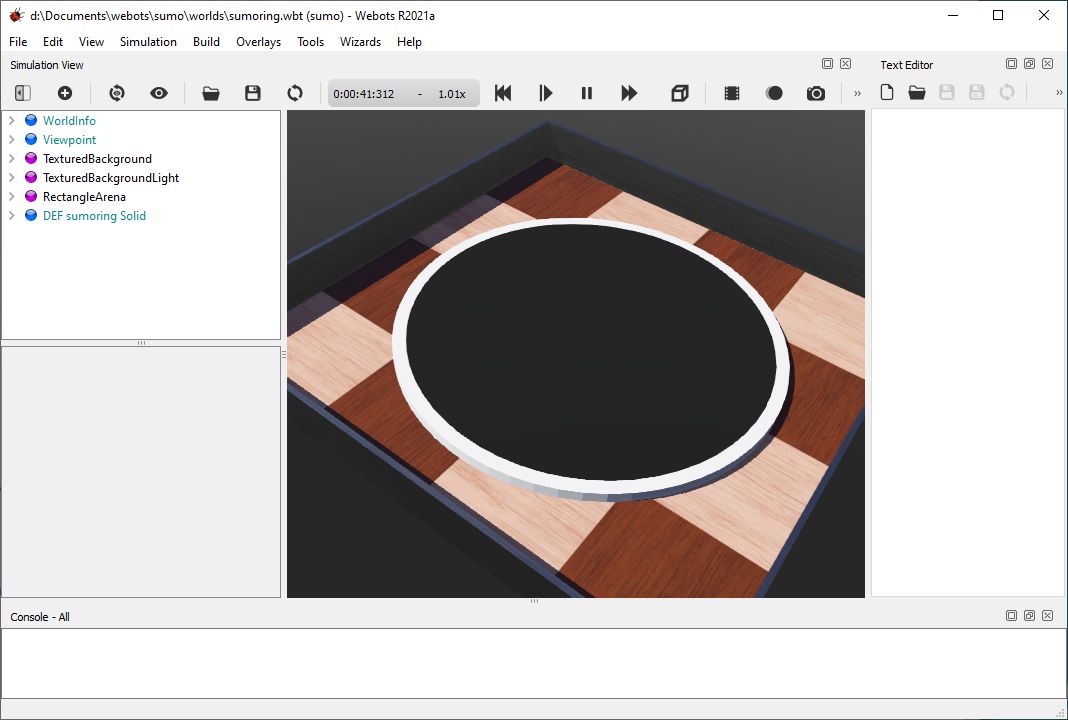 d:\Documents\webots\sumo\worlds\sumoring.wbt (sumo) - Webots R2021a
File Edit View Simulation Build Overlays Tools Wizards Help
Simulation View
Text Editor
0:00:41:312 - 1.01x
»
»
WorldInfo
Viewpoint
TexturedBackground
TexturedBackgroundLight
RectangleArena
DEF sumoring Solid
Console - All